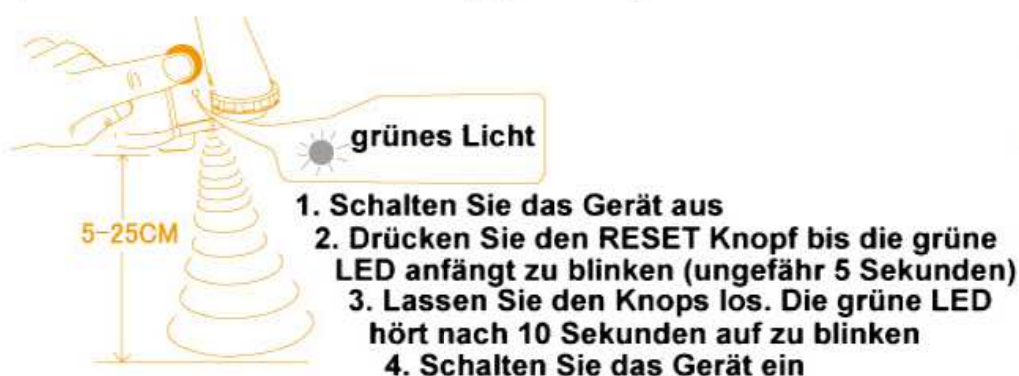 grünes Licht
5-25CM
1. Schalten Sie das Gerät aus
2. Drücken Sie den RESET Knopf bis die grüne
LED anfängt zu blinken (ungefähr 5 Sekunden)
3. Lassen Sie den Knops los. Die grüne LED
hört nach 10 Sekunden auf zu blinken
4. Schalten Sie das Gerät ein